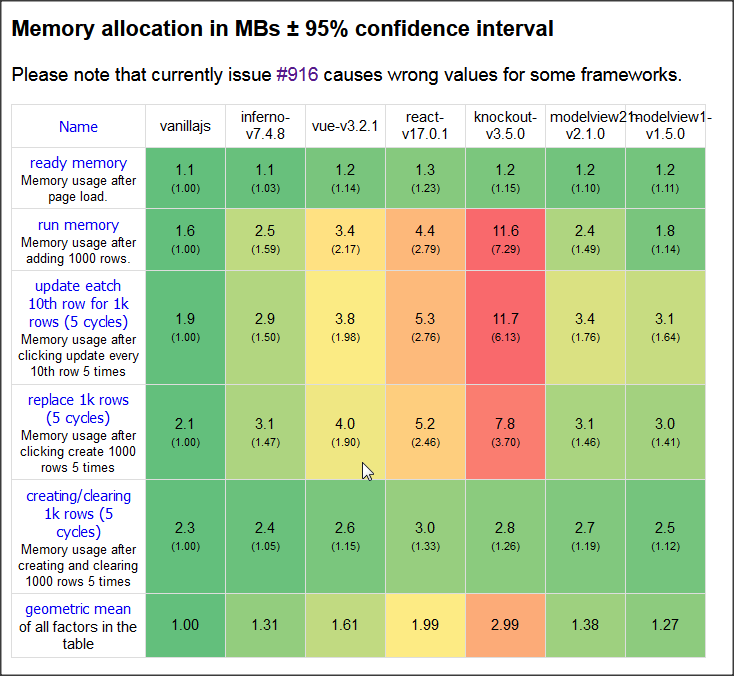 Memory allocation in MBs ± 95% confidence interval
Please note that currently issue #916 causes wrong values for some frameworks.
Name
vanillajs
inferno-
v7.4.8
vue-v3.2.1
react-
v17.0.1
knockout-
v3.5.0
modelview21-
v2.1.0
modelview1-
v1.5.0
ready memory
Memory usage after
page load.
1.1
(1.00)
1.1
(1.03)
1.2
(1.14)
1.3
(1.23)
1.2
(1.15)
1.2
(1.10)
1.2
(1.11)
run memory
Memory usage after
adding 1000 rows.
1.6
(1.00)
2.5
(1.59)
3.4
(2.17)
4.4
(2.79)
11.6
(7.29)
2.4
(1.49)
1.8
(1.14)
update eatch
10th row for 1k
rows (5 cycles)
Memory usage after
clicking update every
10th row 5 times
1.9
(1.00)
2.9
(1.50)
3.8
(1.98)
5.3
(2.76)
11.7
(6.13)
3.4
(1.76)
3.1
(1.64)
replace 1k rows
(5 cycles)
Memory usage after
clicking create 1000
rows 5 times
2.1
(1.00)
3.1
(1.47)
4.0
(1.90)
5.2
(2.46)
7.8
(3.70)
3.1
(1.46)
3.0
(1.41)
creating/clearing
1k rows (5
cycles)
Memory usage after
creating and clearing
1000 rows 5 times
2.3
(1.00)
2.4
(1.05)
2.6
(1.15)
3.0
(1.33)
2.8
(1.26)
2.7
(1.19)
2.5
(1.12)
geometric mean
of all factors in the
table
1.00
1.31
1.61
1.99
2.99
1.38
1.27